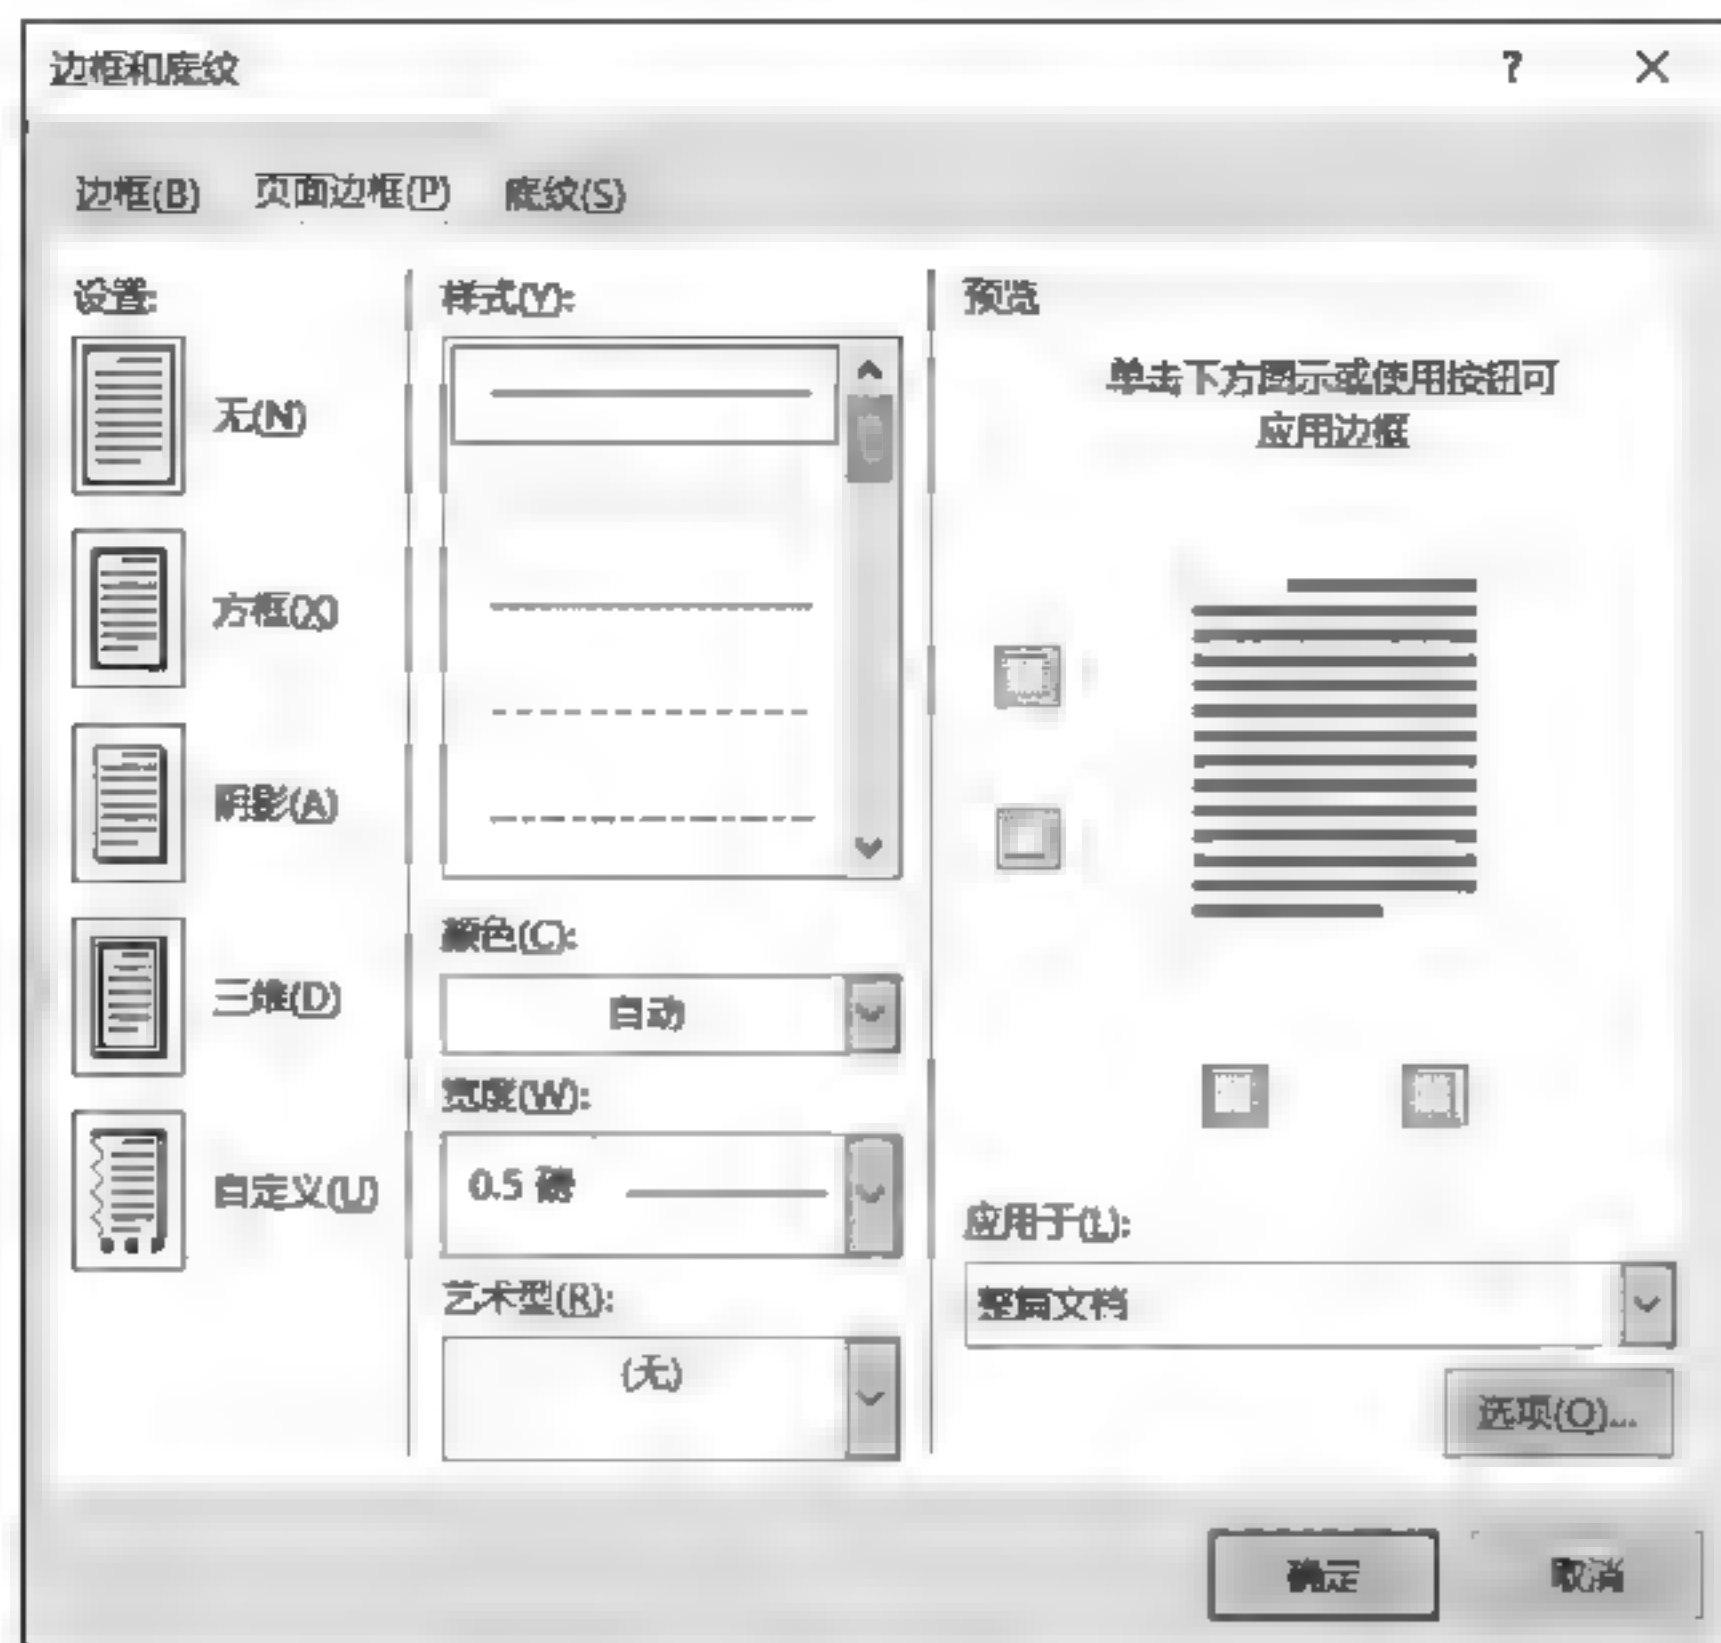 边框和底纹 ? ×
边框(B) 页面边框(P) 底纹(S)
设置:
无(N)
方框(X)
阴影(A)
三维(D)
自定义(U)
样式(Y):
颜色(C):
自动
宽度(W):
0.5 磅
艺术型(R):
(无)
预览
单击下方图示或使用按钮可
应用边框
应用于(L):
整篇文档
选项(O)...
确定 取消